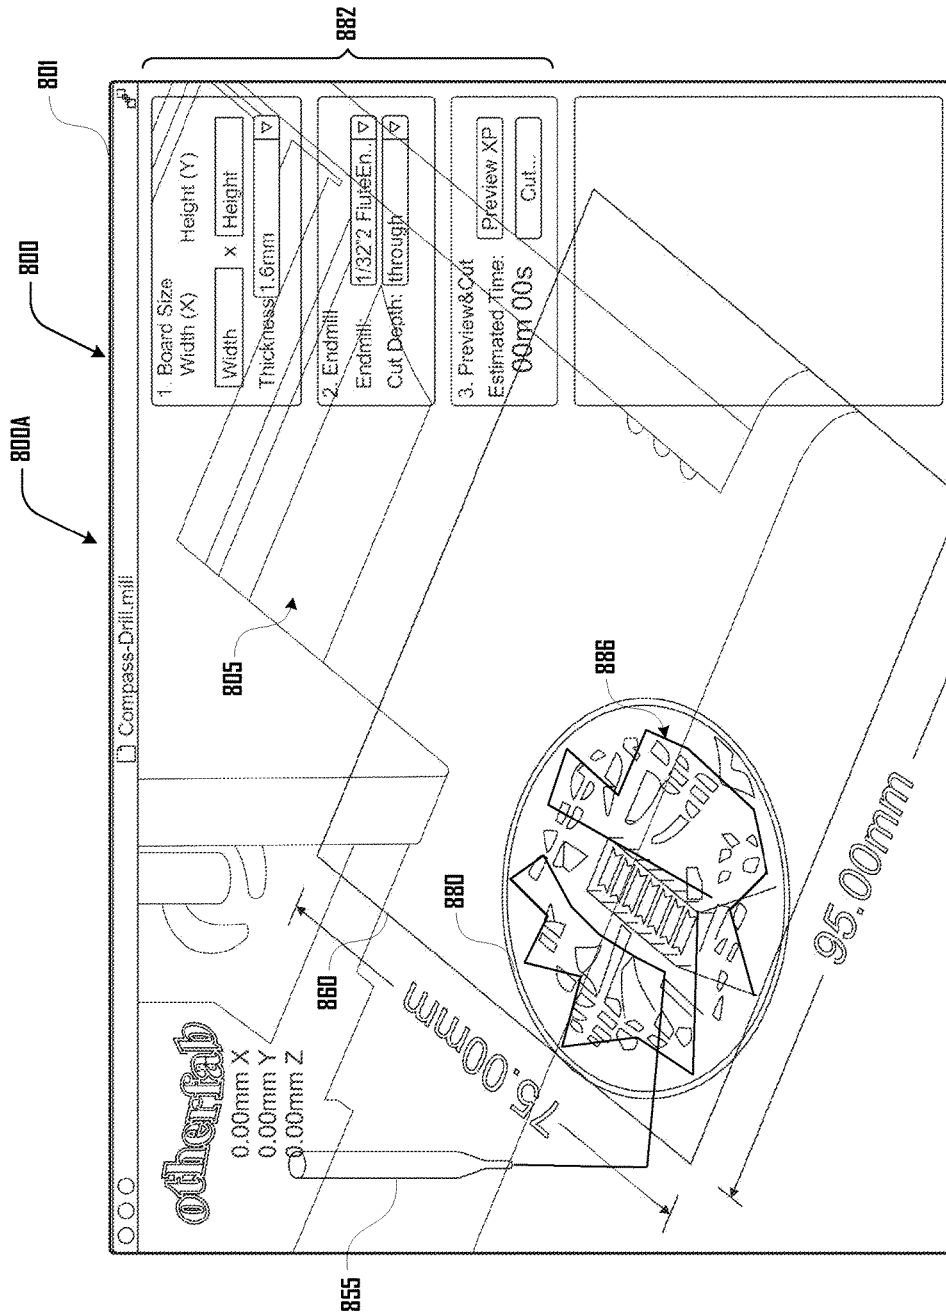 800A
800
801
Compass-Drill.mill
otherfab
0.00mm X
0.00mm Y
0.00mm Z
1. Board Size
Width (X) Height (Y)
Width x Height
Thickness 1.6mm
2. Endmill
Endmill: 1/32"2 FluteEn..
Cut Depth: through
3. Preview&Cut
Estimated Time: Preview XP
00m 00s Cut...
882
805
855
860
880
886
75.00mm
95.00mm